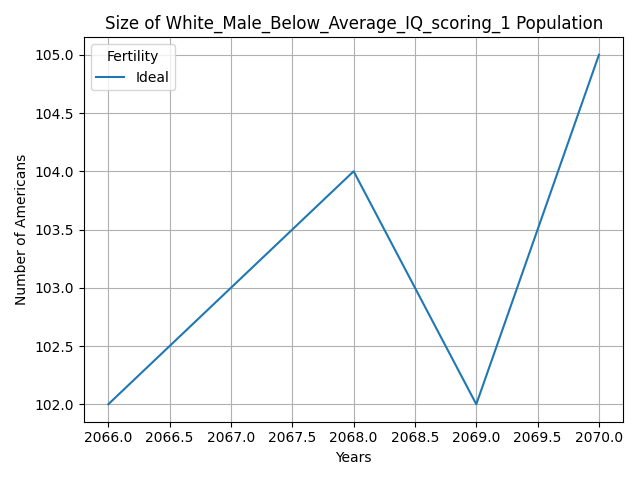 Size of White_Male_Below_Average_IQ_scoring_1 Population
Fertility
Ideal
105.0
104.5
104.0
103.5
103.0
102.5
102.0
Number of Americans
2066.0 2066.5 2067.0 2067.5 2068.0 2068.5 2069.0 2069.5 2070.0
Years